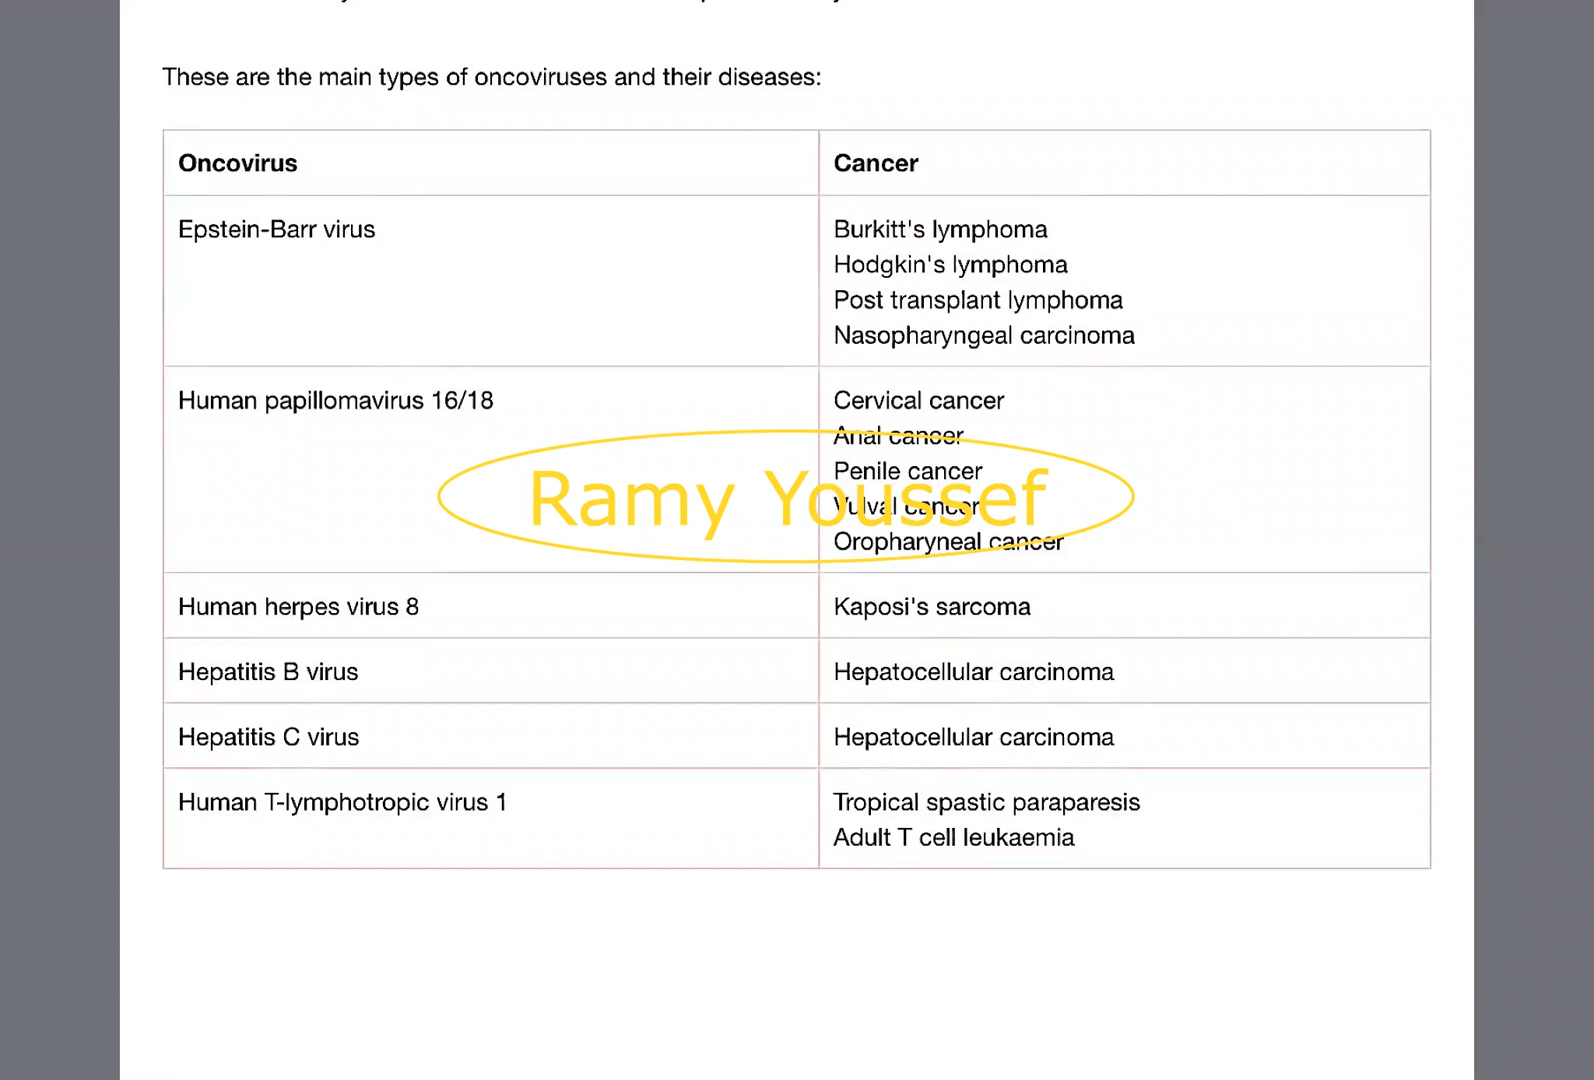 These are the main types of oncoviruses and their diseases:
Oncovirus
Cancer
Epstein-Barr virus
Burkitt's lymphoma
Hodgkin's lymphoma
Post transplant lymphoma
Nasopharyngeal carcinoma
Human papillomavirus 16/18
Cervical cancer
Anal cancer
Penile cancer
Vulval cancer
Oropharyneal cancer
Ramy Youssef
Human herpes virus 8
Kaposi's sarcoma
Hepatitis B virus
Hepatocellular carcinoma
Hepatitis C virus
Hepatocellular carcinoma
Human T-lymphotropic virus 1
Tropical spastic paraparesis
Adult T cell leukaemia